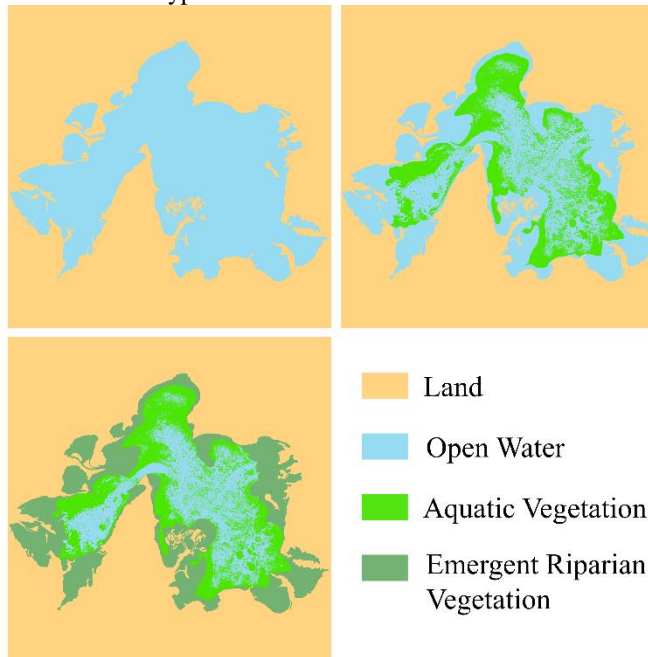 Land
Open Water
Aquatic Vegetation
Emergent Riparian
Vegetation